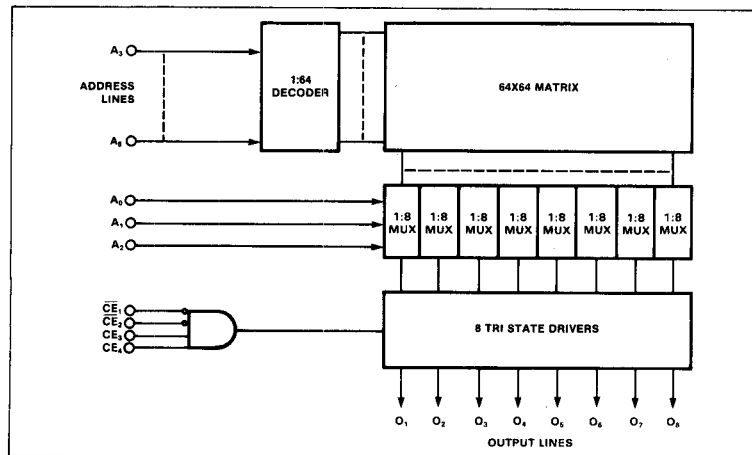 A3
ADDRESS
LINES
A8
1:64
DECODER
64X64 MATRIX
A0
A1
A2
1:8 MUX
1:8 MUX
1:8 MUX
1:8 MUX
1:8 MUX
1:8 MUX
1:8 MUX
1:8 MUX
C̅E̅1
C̅E̅2
CE3
CE4
8 TRI STATE DRIVERS
O1 O2 O3 O4 O5 O6 O7 O8
OUTPUT LINES